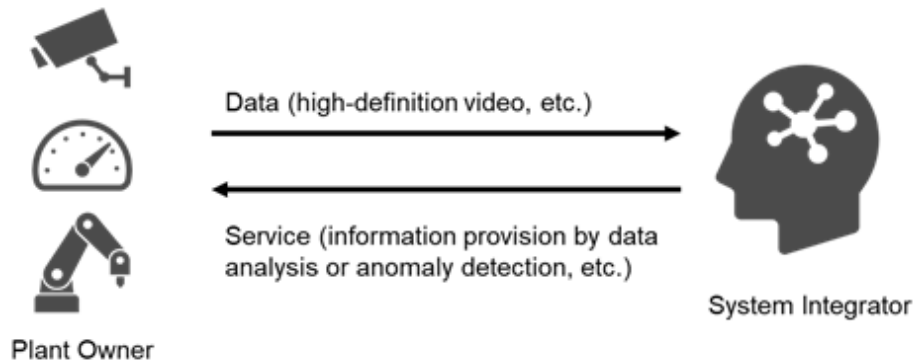 Data (high-definition video, etc.)
Service (information provision by data
analysis or anomaly detection, etc.)
System Integrator
Plant Owner